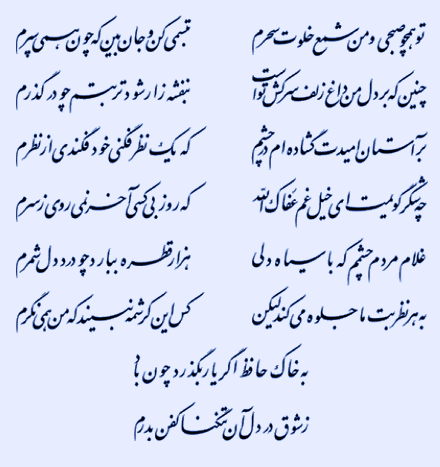 تو همچو صبحی و من شمع خلوت سحرم تبسمی کن و جان بین که چون همی سپرم
چنین که بر دل من داغ زلف سرکش توست بنفشه زار شود تربتم چو درگذرم
بر آستان امیدت گشاده ام در چشم که یک نظر فکنی خود فکندی از نظرم
چه شکر گویمت ای خیل غم عفاک الله که روز بی کسی آخر نمی روی ز سرم
غلام مردم چشمم که با سیاه دلی هزار قطره ببارد چو درد دل شمرم
به هر نظر بت ما جلوه می کند لیکن کس این کرشمه نبیند که من همی نگرم
به خاک حافظ اگر یار بگذرد چون باد
ز شوق در دل آن تنگنا کفن بدرم